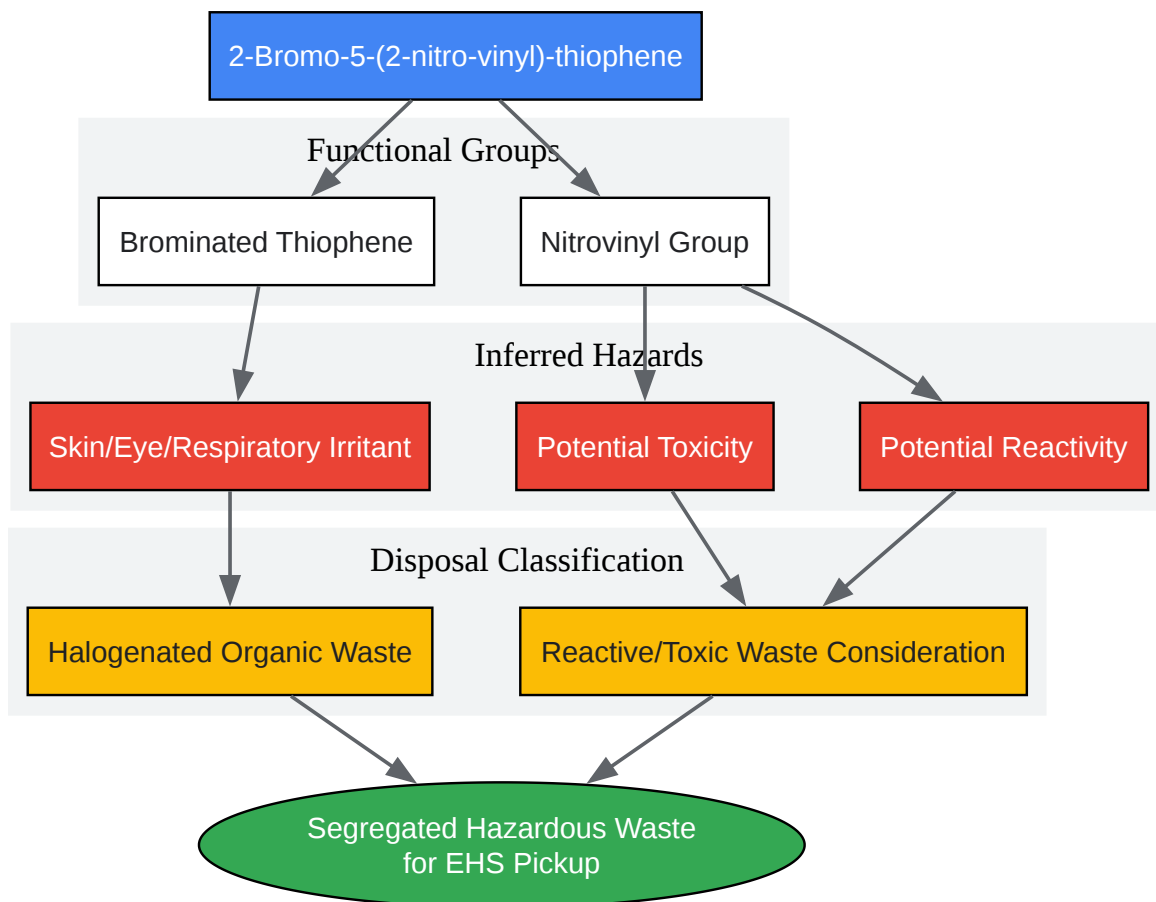 2-Bromo-5-(2-nitro-vinyl)-thiophene
Functional Groups
Brominated Thiophene
Nitrovinyl Group
Inferred Hazards
Skin/Eye/Respiratory Irritant
Potential Toxicity
Potential Reactivity
Disposal Classification
Halogenated Organic Waste
Reactive/Toxic Waste Consideration
Segregated Hazardous Waste
for EHS Pickup